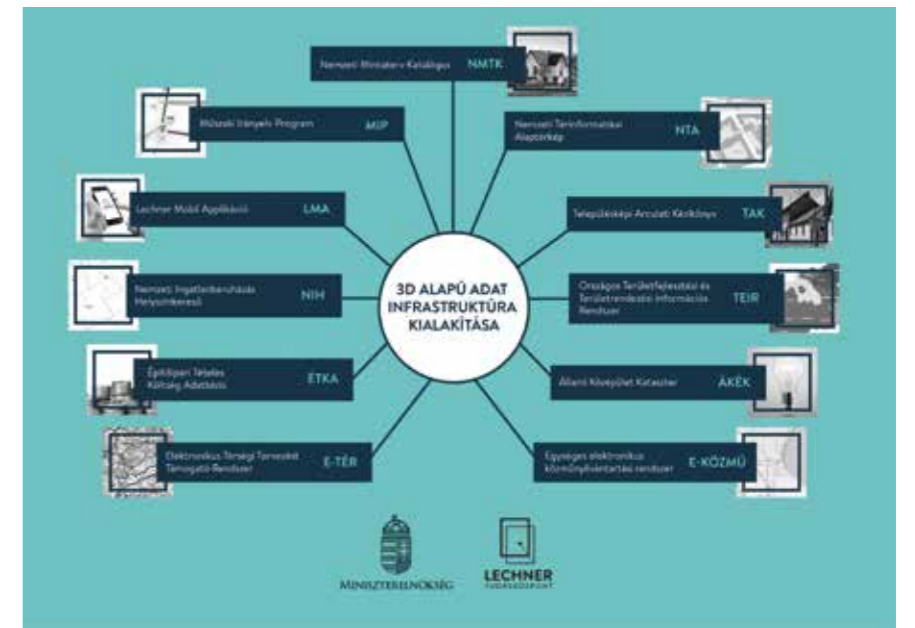 Nemzeti Mintaterv Katalógus NMTK
Műszaki Irányelv Program MIP
Nemzeti Térinformatikai
Alaptérkép NTA
Lechner Mobil Applikáció LMA
Településképi Arculati Kézikönyv TAK
Nemzeti Ingatlanberuházás
Helyszínkereső NIH
3D ALAPÚ ADAT
INFRASTRUKTÚRA
KIALAKÍTÁSA
Országos Területfejlesztési és
Területrendezési Információs
Rendszer TEIR
Építőipari Tételes
Költség Adatbázis ÉTKA
Állami Középület Kataszter ÁKÉK
Elektronikus Térségi Tervezést
Támogató Rendszer E-TÉR
Egységes elektronikus
közműnyilvántartási rendszer E-KÖZMŰ
MINISZTERELNÖKSÉG
LECHNER
TUDÁSKÖZPONT